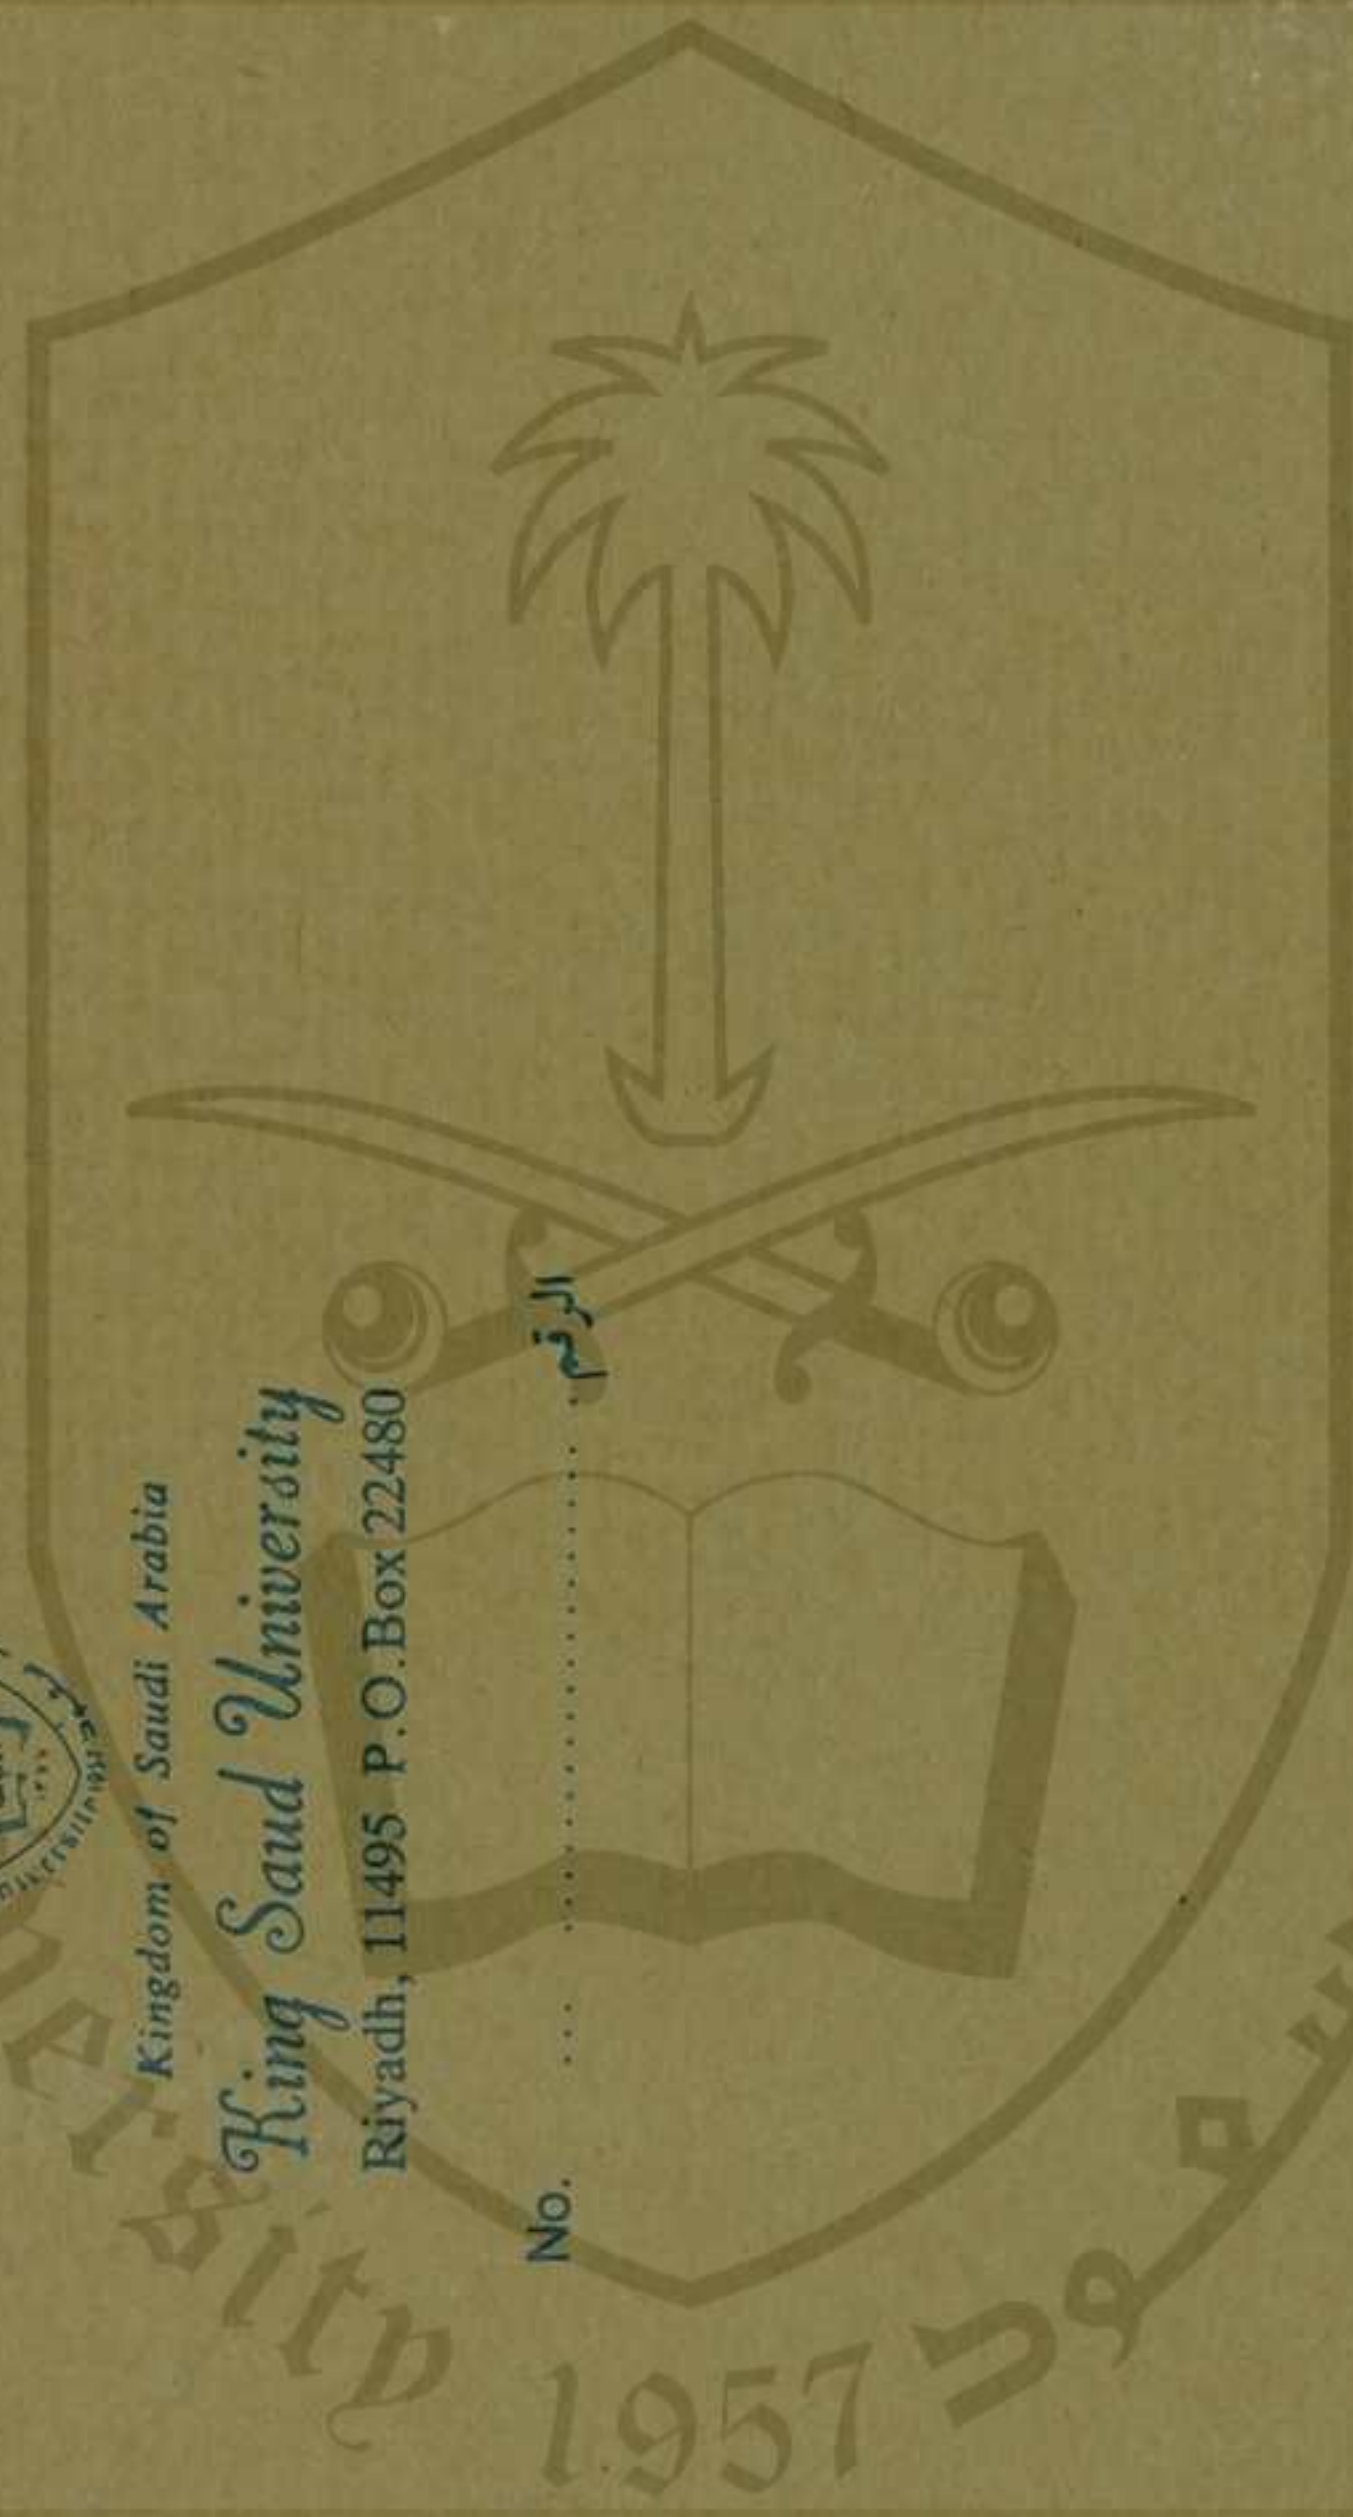 Kingdom of Saudi Arabia
King Saud University
Riyadh, 11495 P.O.Box 22480
No. .................... الرقم
1957